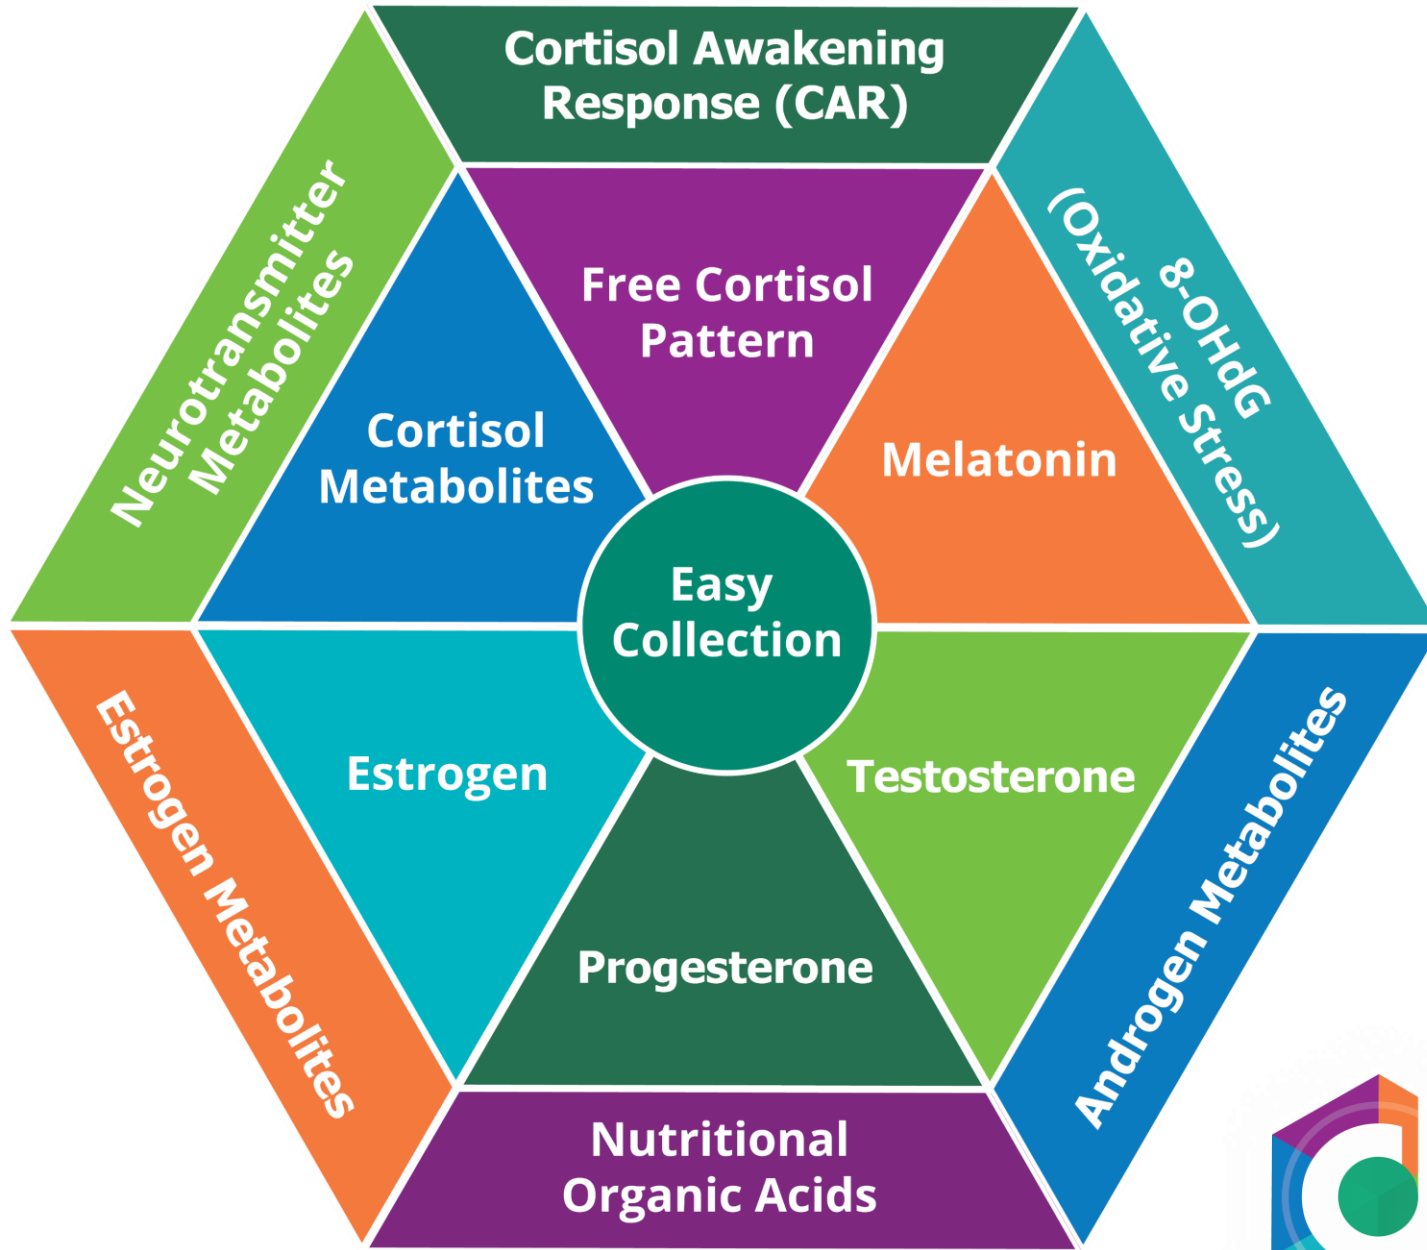 Cortisol Awakening
Response (CAR)
Neurotransmitter
Metabolites
8-OHdG
(Oxidative Stress)
Free Cortisol
Pattern
Cortisol
Metabolites
Melatonin
Easy
Collection
Estrogen
Testosterone
Progesterone
Estrogen Metabolites
Androgen Metabolites
Nutritional
Organic Acids